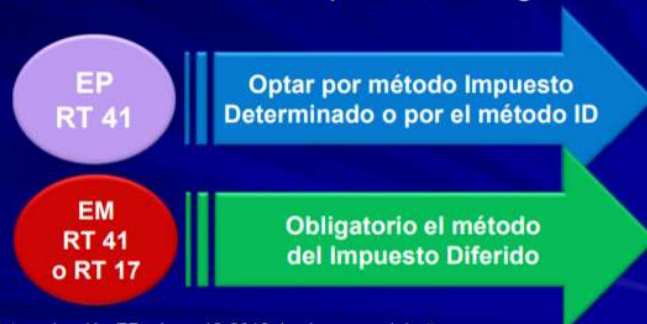 EP
RT 41
Optar por método Impuesto
Determinado o por el método ID
EM
RT 41
o RT 17
Obligatorio el método
del Impuesto Diferido